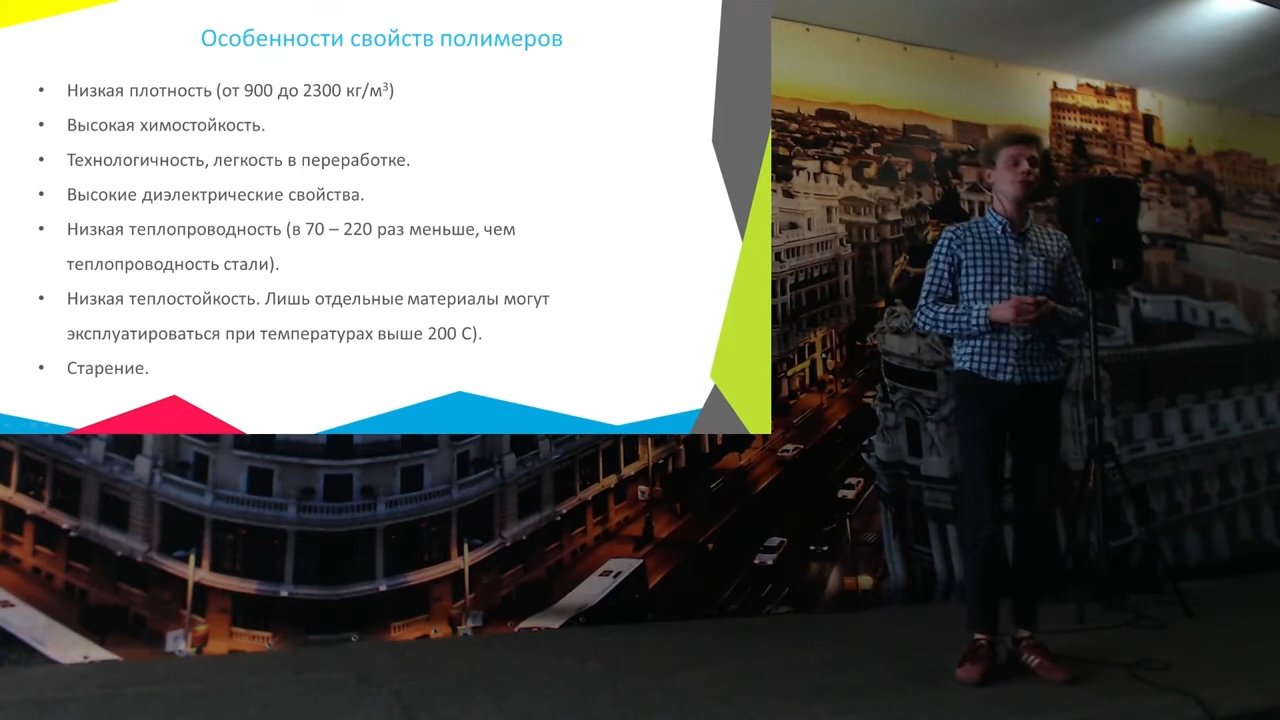 Особенности свойств полимеров
• Низкая плотность (от 900 до 2300 кг/м³)
• Высокая химостойкость.
• Технологичность, легкость в переработке.
• Высокие диэлектрические свойства.
• Низкая теплопроводность (в 70 – 220 раз меньше, чем
теплопроводность стали).
• Низкая теплостойкость. Лишь отдельные материалы могут
эксплуатироваться при температурах выше 200 С).
• Старение.